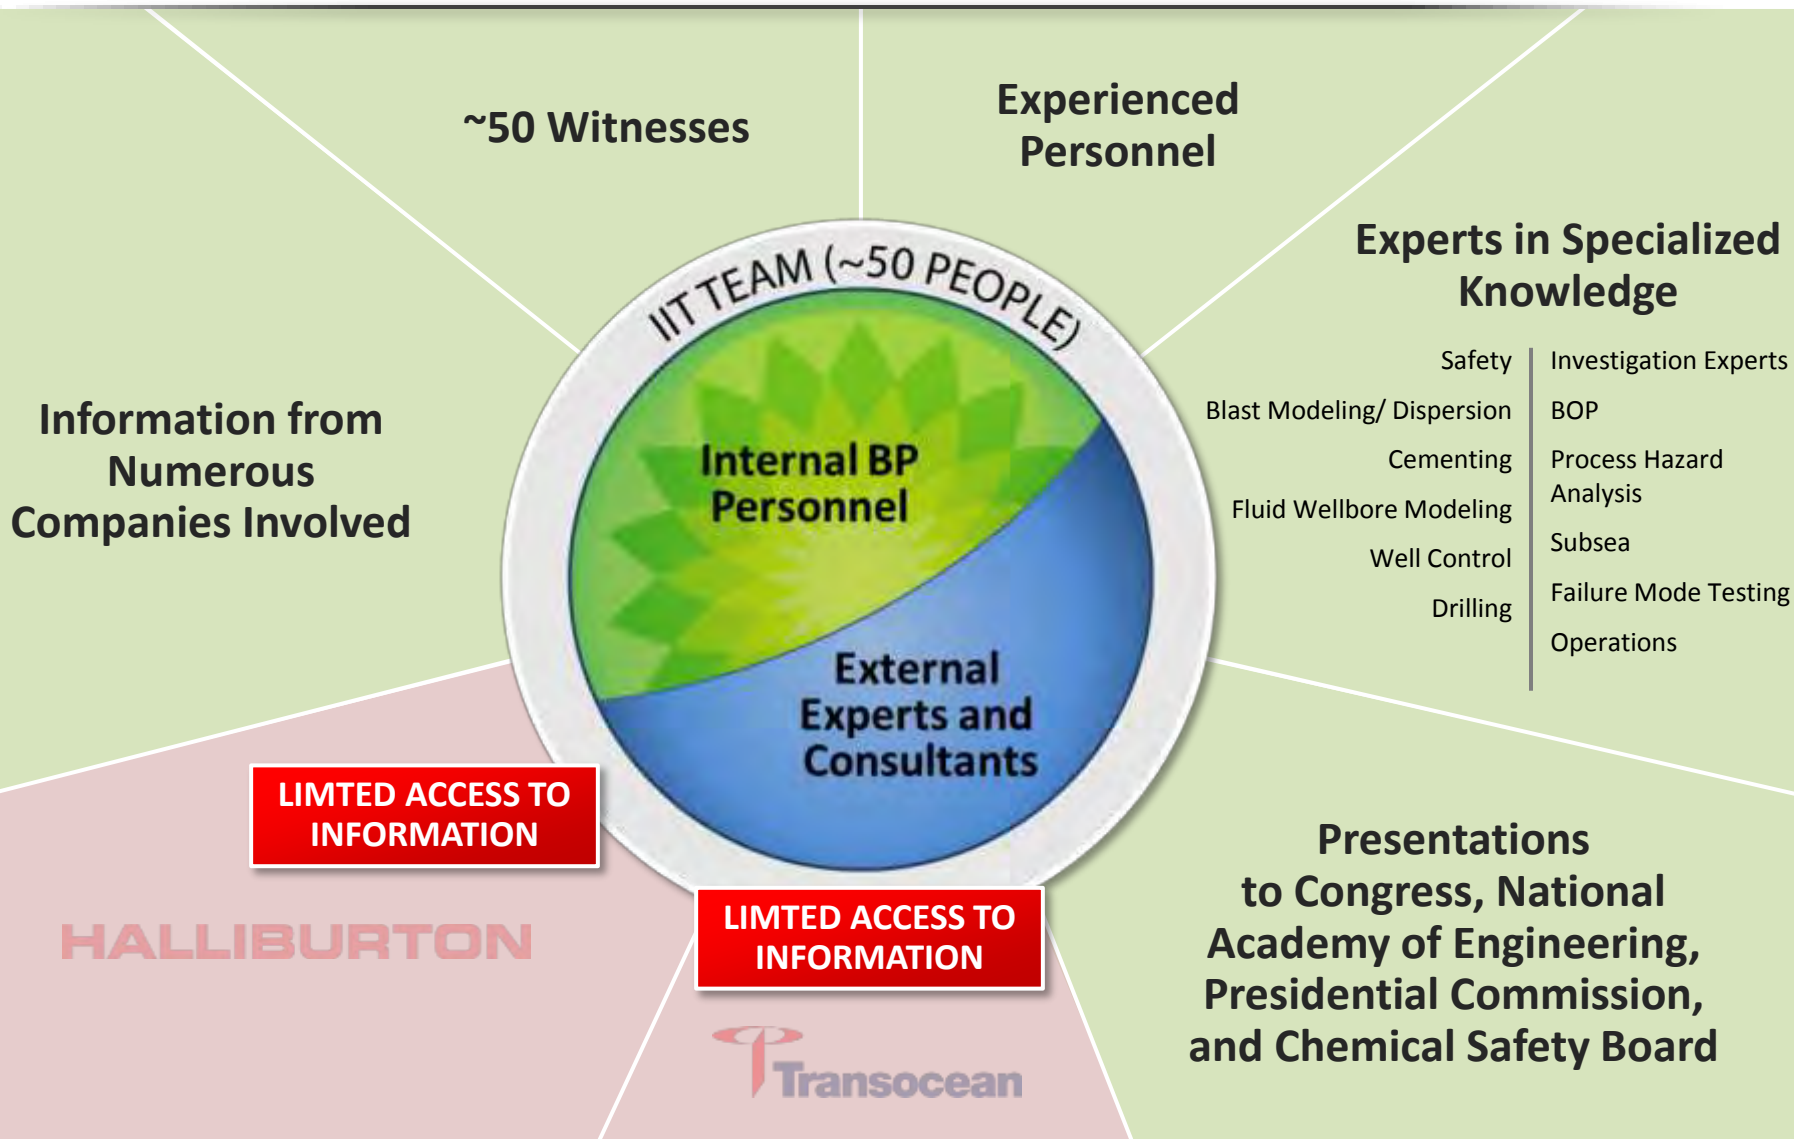 ~50 Witnesses
Experienced
Personnel
IIT TEAM (~50 PEOPLE)
Experts in Specialized
Knowledge
Safety
Blast Modeling/ Dispersion
Cementing
Fluid Wellbore Modeling
Well Control
Drilling
Investigation Experts
BOP
Process Hazard
Analysis
Subsea
Failure Mode Testing
Operations
Information from
Numerous
Companies Involved
Internal BP
Personnel
External
Experts and
Consultants
LIMTED ACCESS TO
INFORMATION
HALLIBURTON
LIMTED ACCESS TO
INFORMATION
Transocean
Presentations
to Congress, National
Academy of Engineering,
Presidential Commission,
and Chemical Safety Board